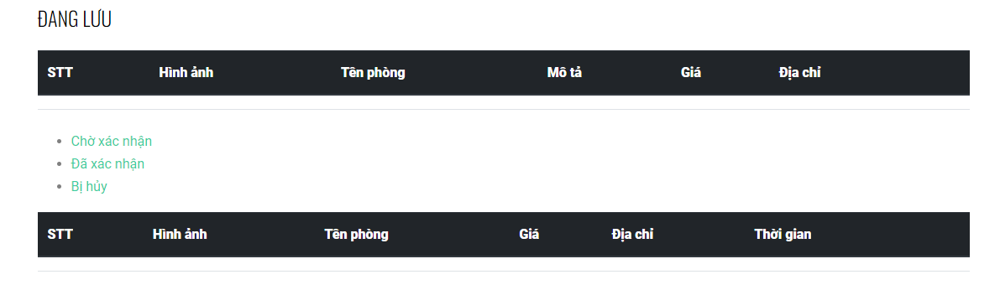 ĐANG LƯU
STT Hình ảnh Tên phòng Mô tả Giá Địa chỉ
Chờ xác nhận
Đã xác nhận
Bị hủy
STT Hình ảnh Tên phòng Giá Địa chỉ Thời gian